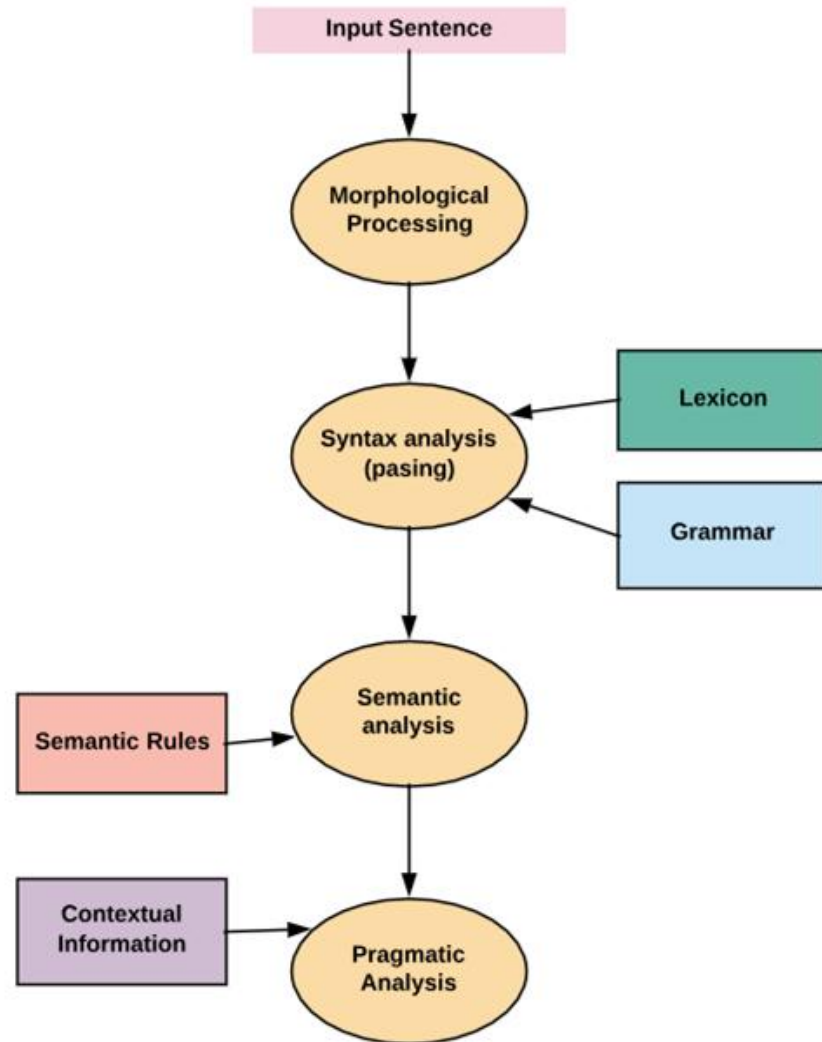 Input Sentence
Morphological
Processing
Lexicon
Syntax analysis
(pasing)
Grammar
Semantic
analysis
Semantic Rules
Contextual
Information
Pragmatic
Analysis